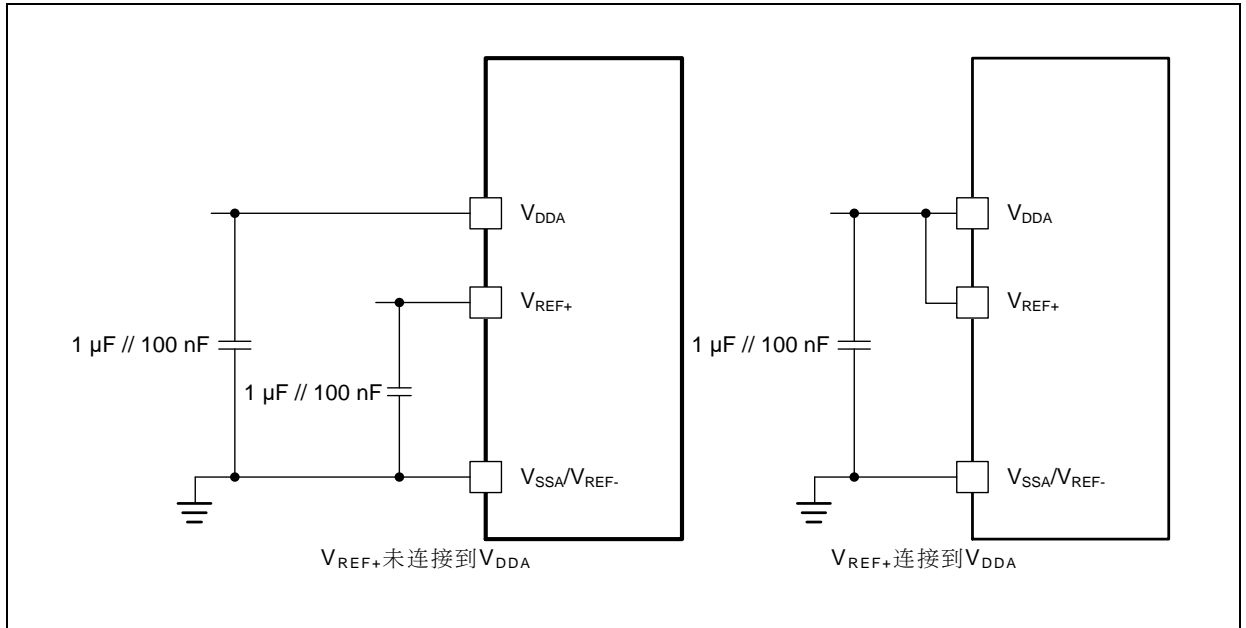 V_DDA
V_REF+
1 µF // 100 nF
1 µF // 100 nF
V_SSA/V_REF-
V_REF+未连接到V_DDA
V_DDA
V_REF+
1 µF // 100 nF
V_SSA/V_REF-
V_REF+连接到V_DDA